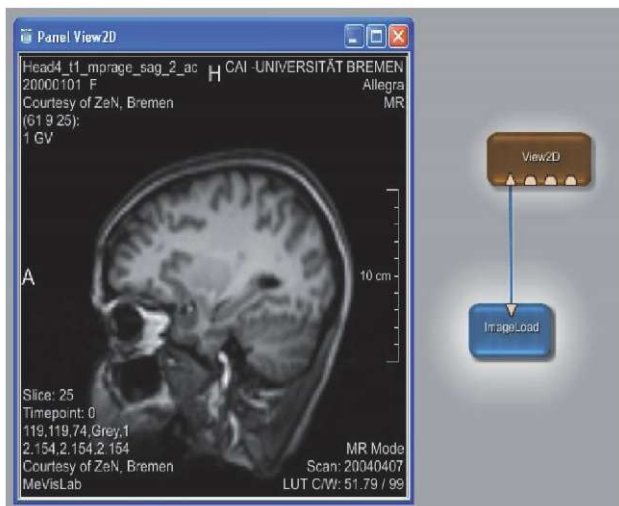 Panel View2D
Head4_t1_mprage_sag_2_ac
H
CAI -UNIVERSITÄT BREMEN
20000101 F
Allegra
Courtesy of ZeN, Bremen
MR
(61 9 25):
1 GV
A
10 cm
Slice: 25
Timepoint: 0
119,119,74,Grey,1
2.154,2.154,2.154
MR Mode
Courtesy of ZeN, Bremen
Scan: 20040407
MeVisLab
LUT C/W: 51.79 / 99
View2D
ImageLoad